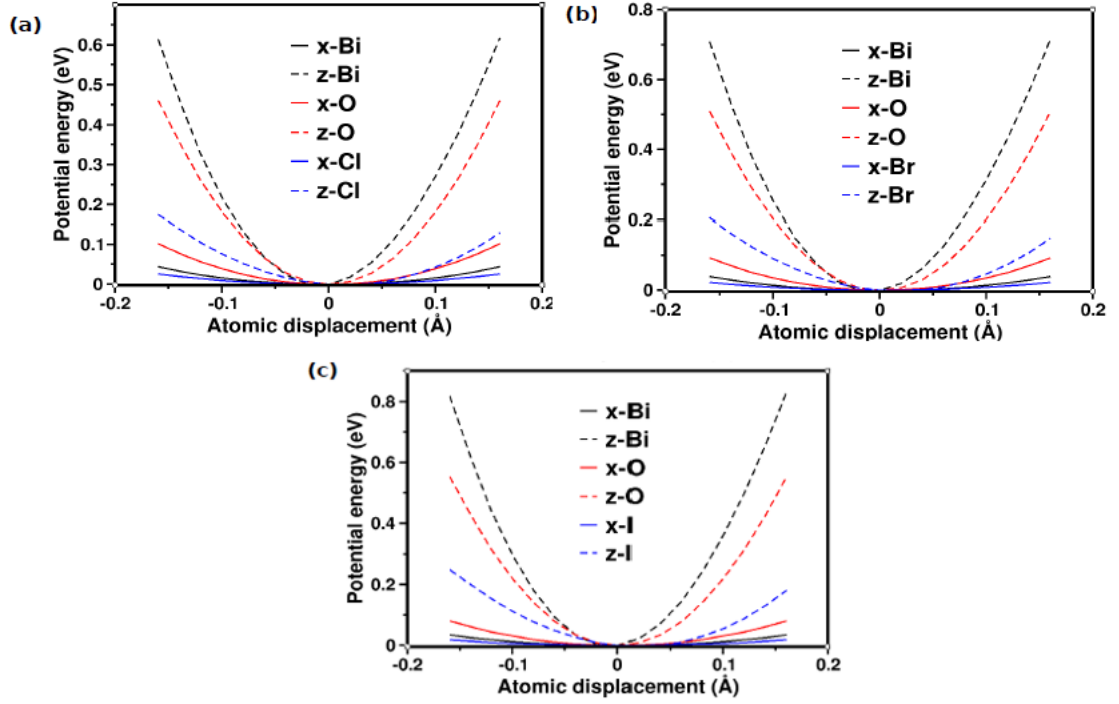 (a)
Potential energy (eV)
0.6
0.5
0.4
0.3
0.2
0.1
0
-0.2
-0.1
0
0.1
0.2
Atomic displacement (Å)
x-Bi
z-Bi
x-O
z-O
x-Cl
z-Cl
(b)
Potential energy (eV)
0.8
0.6
0.4
0.2
0
-0.2
-0.1
0
0.1
0.2
Atomic displacement (Å)
x-Bi
z-Bi
x-O
z-O
x-Br
z-Br
(c)
Potential energy (eV)
0.8
0.6
0.4
0.2
0
-0.2
-0.1
0
0.1
0.2
Atomic displacement (Å)
x-Bi
z-Bi
x-O
z-O
x-I
z-I